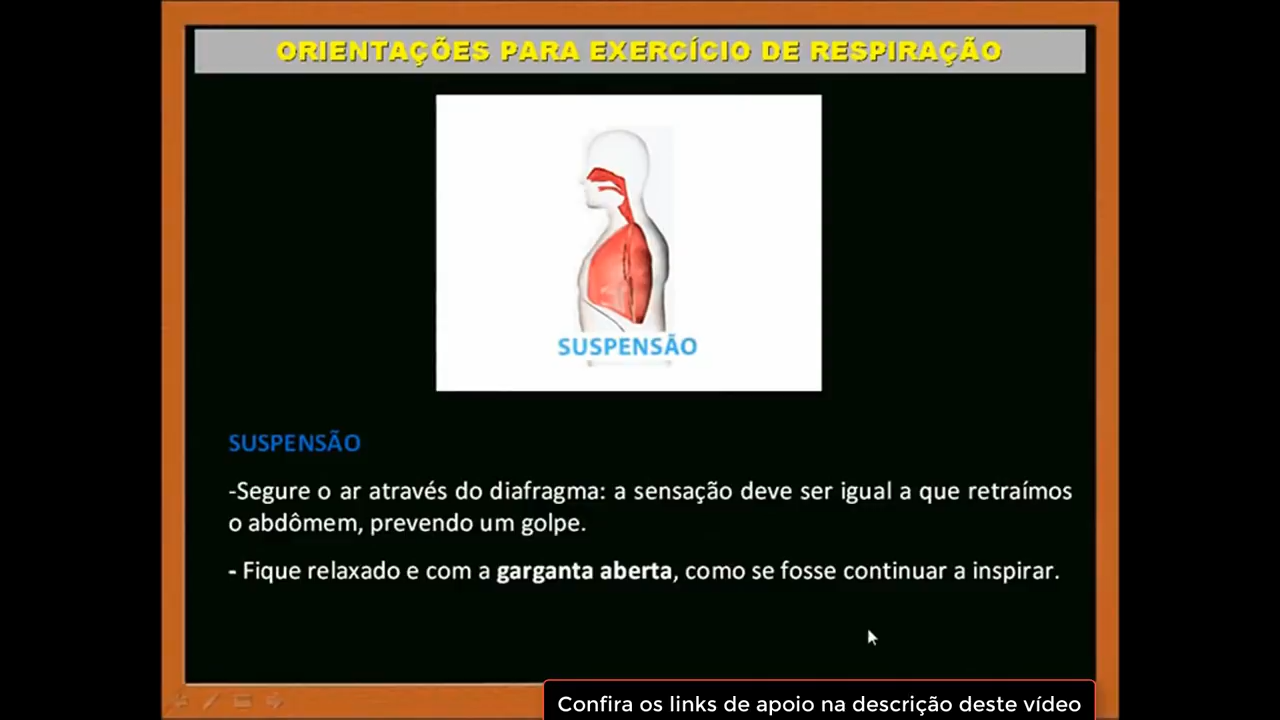 ORIENTAÇÕES PARA EXERCÍCIO DE RESPIRAÇÃO
SUSPENSÃO
SUSPENSÃO
-Segure o ar através do diafragma: a sensação deve ser igual a que retraímos
o abdômem, prevendo um golpe.
- Fique relaxado e com a garganta aberta, como se fosse continuar a inspirar.
Confira os links de apoio na descrição deste vídeo